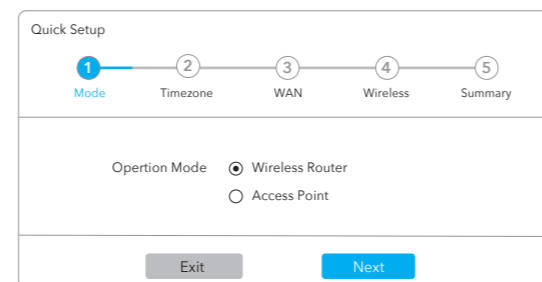 Quick Setup
1 2 3 4 5
Mode Timezone WAN Wireless Summary
Opertion Mode Wireless Router
Access Point
Exit Next